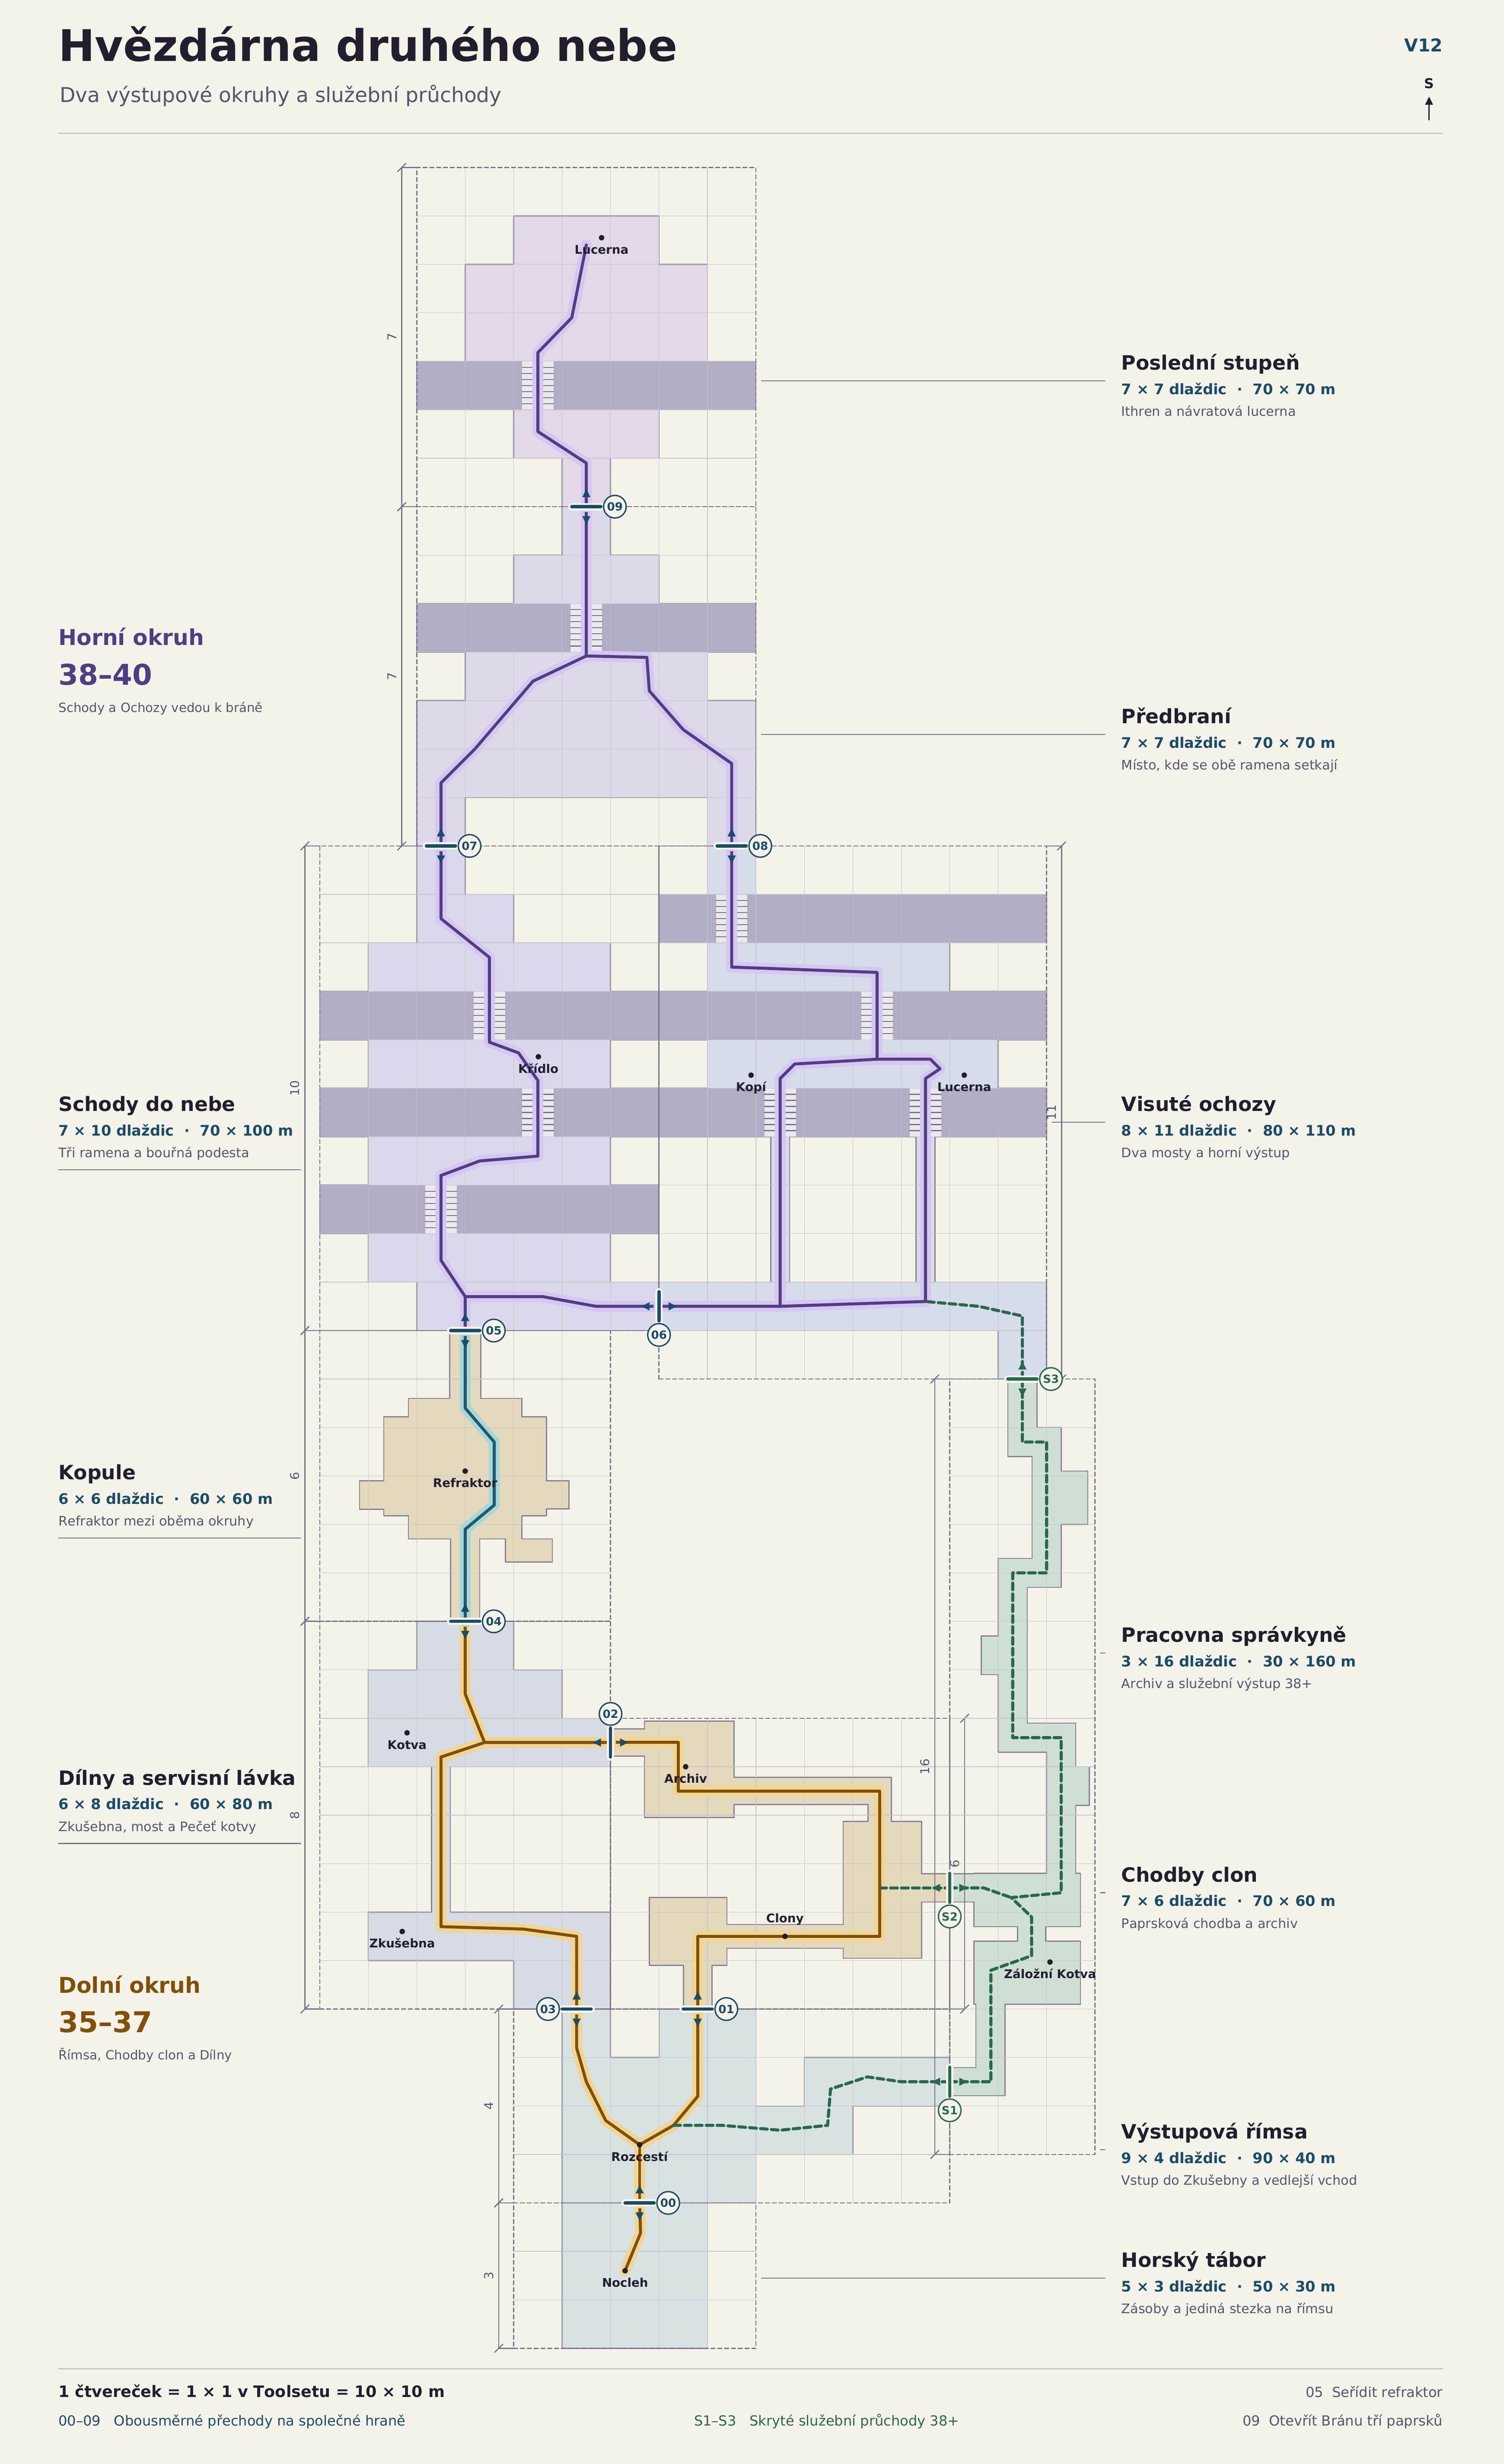 Hvězdárna druhého nebe
V12
Dva výstupové okruhy a služební průchody
S
Lucerna
7
Poslední stupeň
7 × 7 dlaždic · 70 × 70 m
Ithren a návratová lucerna
09
Horní okruh
38–40
Schody a Ochozy vedou k bráně
7
Předbraní
7 × 7 dlaždic · 70 × 70 m
Místo, kde se obě ramena setkají
07
08
Křídlo
Kopí
Lucerna
10
11
Schody do nebe
7 × 10 dlaždic · 70 × 100 m
Tři ramena a bouřná podesta
Visuté ochozy
8 × 11 dlaždic · 80 × 110 m
Dva mosty a horní výstup
05
06
S3
Kopule
6 × 6 dlaždic · 60 × 60 m
Refraktor mezi oběma okruhy
6
Refraktor
04
Pracovna správkyně
3 × 16 dlaždic · 30 × 160 m
Archiv a služební výstup 38+
02
Kotva
Archiv
16
Dílny a servisní lávka
6 × 8 dlaždic · 60 × 80 m
Zkušebna, most a Pečeť kotvy
8
6
Chodby clon
7 × 6 dlaždic · 70 × 60 m
Paprsková chodba a archiv
S2
Clony
Zkušebna
Záložní Kotva
Dolní okruh
35–37
Římsa, Chodby clon a Dílny
03
01
4
S1
Rozcestí
Výstupová římsa
9 × 4 dlaždic · 90 × 40 m
Vstup do Zkušebny a vedlejší vchod
00
3
Nocleh
Horský tábor
5 × 3 dlaždic · 50 × 30 m
Zásoby a jediná stezka na římsu
1 čtvereček = 1 × 1 v Toolsetu = 10 × 10 m
05 Seřídit refraktor
00–09 Obousměrné přechody na společné hraně
S1–S3 Skryté služební průchody 38+
09 Otevřít Bránu tří paprsků